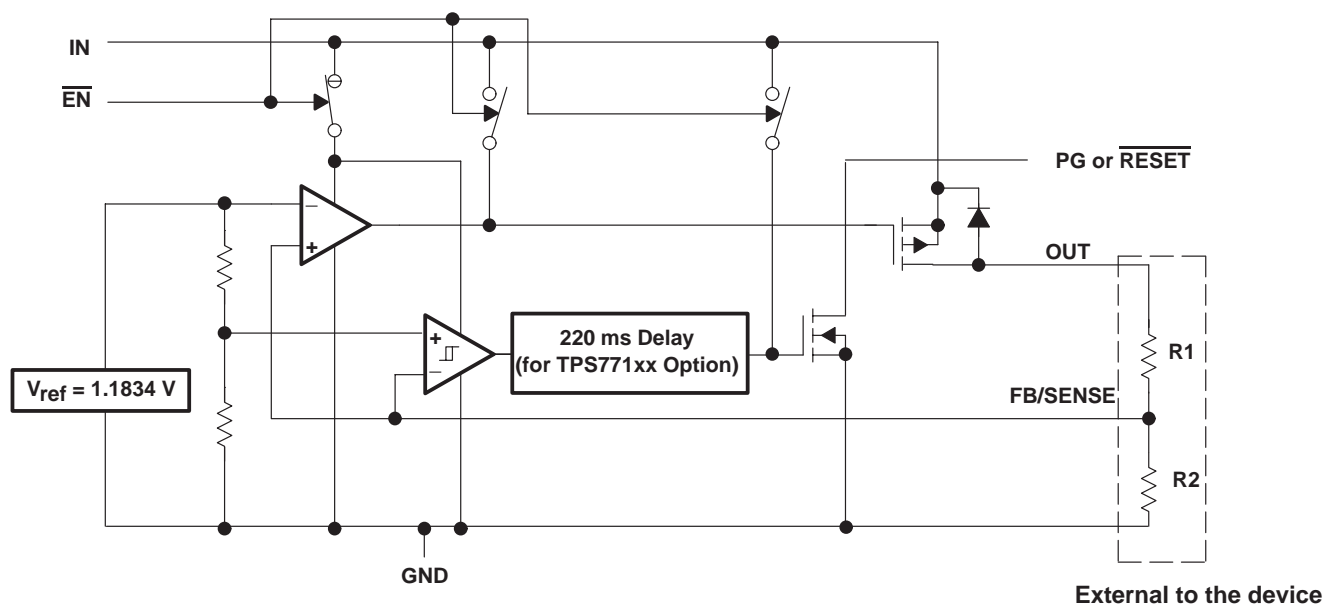 IN
EN
PG or RESET
−
+
OUT
220 ms Delay
(for TPS771xx Option)
+
−
R1
Vref = 1.1834 V
FB/SENSE
R2
GND
External to the device